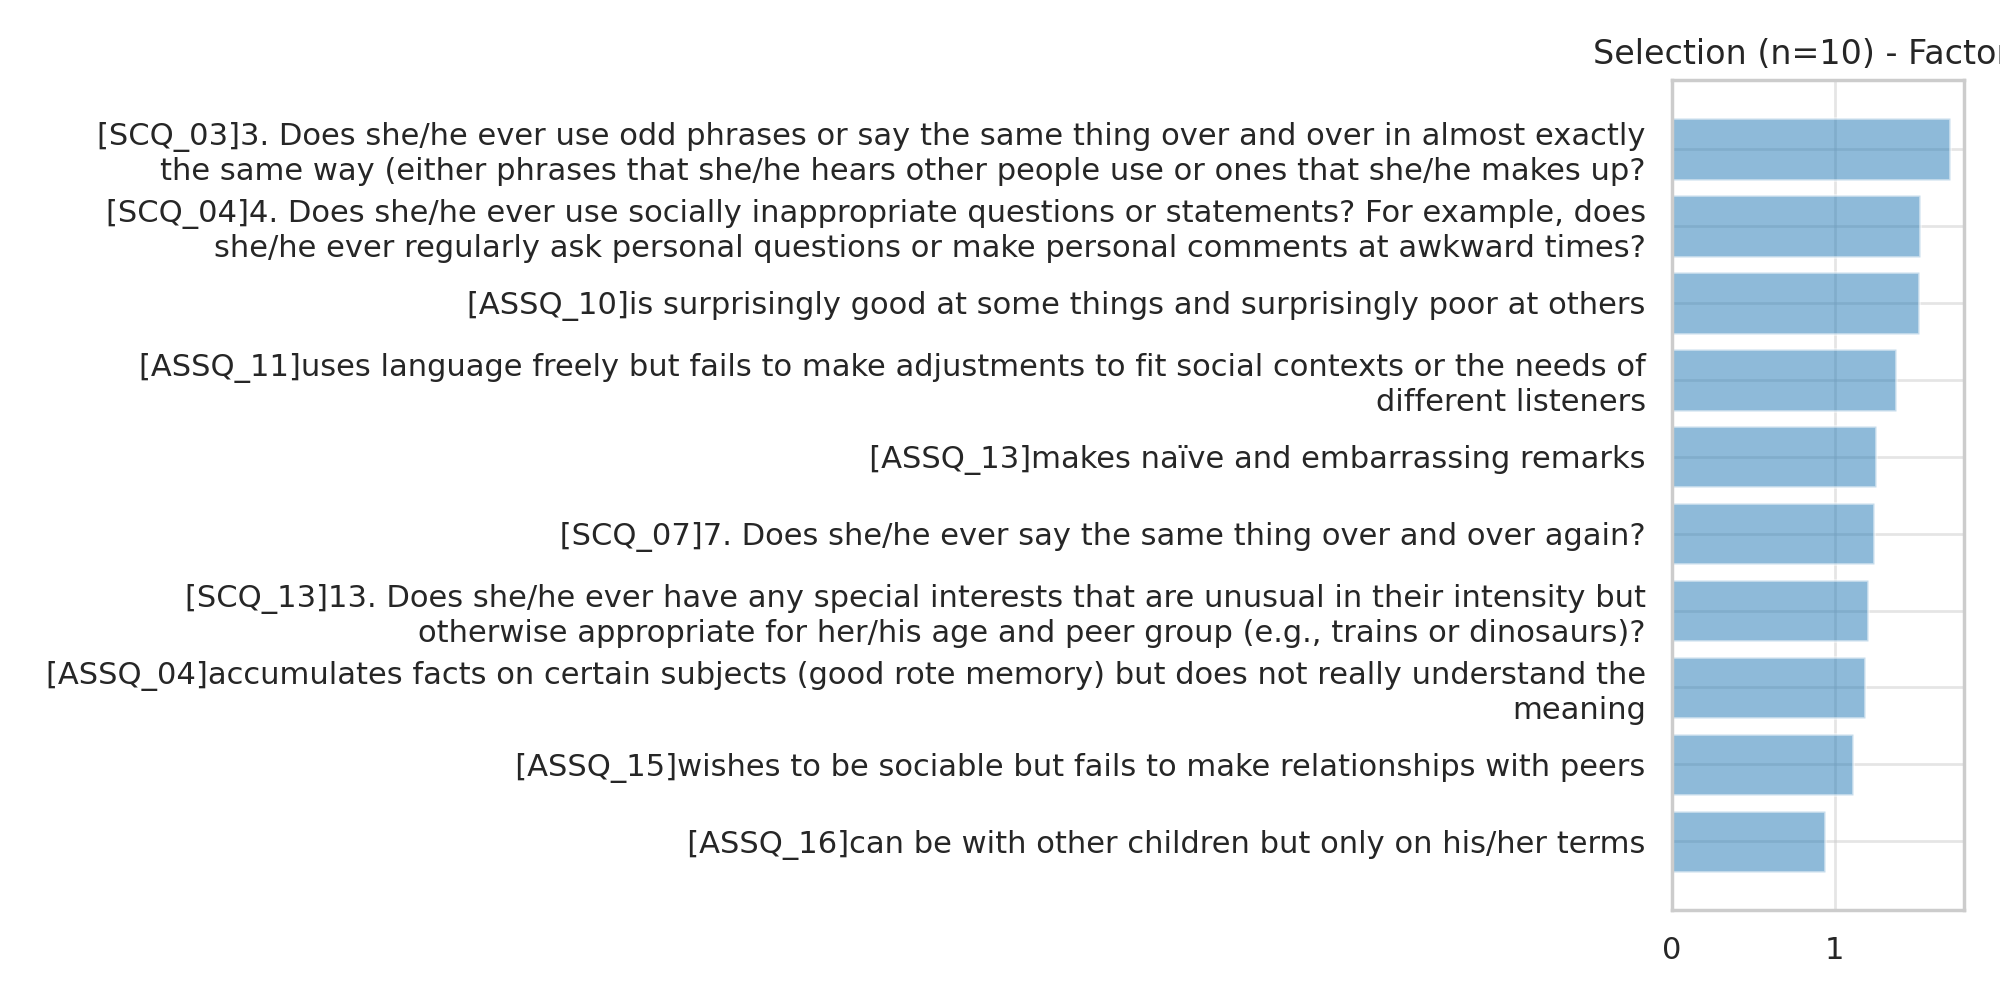 Selection (n=10) - Factor
[SCQ_03]3. Does she/he ever use odd phrases or say the same thing over and over in almost exactly
the same way (either phrases that she/he hears other people use or ones that she/he makes up?
[SCQ_04]4. Does she/he ever use socially inappropriate questions or statements? For example, does
she/he ever regularly ask personal questions or make personal comments at awkward times?
[ASSQ_10]is surprisingly good at some things and surprisingly poor at others
[ASSQ_11]uses language freely but fails to make adjustments to fit social contexts or the needs of
different listeners
[ASSQ_13]makes naïve and embarrassing remarks
[SCQ_07]7. Does she/he ever say the same thing over and over again?
[SCQ_13]13. Does she/he ever have any special interests that are unusual in their intensity but
otherwise appropriate for her/his age and peer group (e.g., trains or dinosaurs)?
[ASSQ_04]accumulates facts on certain subjects (good rote memory) but does not really understand the
meaning
[ASSQ_15]wishes to be sociable but fails to make relationships with peers
[ASSQ_16]can be with other children but only on his/her terms
0 1